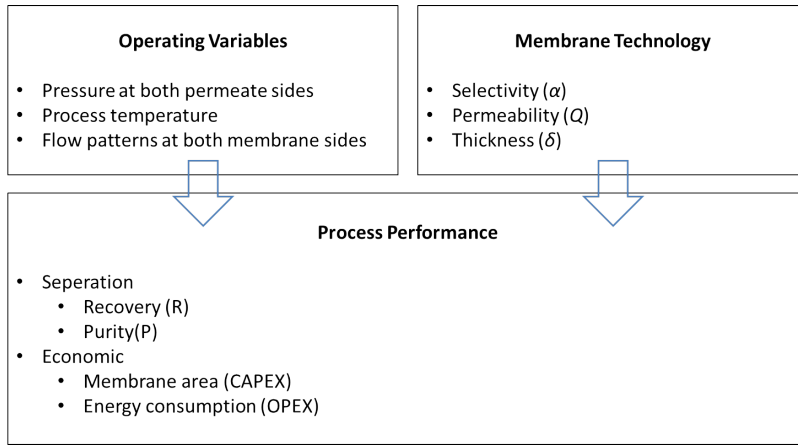 Operating Variables
• Pressure at both permeate sides
• Process temperature
• Flow patterns at both membrane sides
Membrane Technology
• Selectivity (α)
• Permeability (Q)
• Thickness (δ)
Process Performance
• Seperation
• Recovery (R)
• Purity(P)
• Economic
• Membrane area (CAPEX)
• Energy consumption (OPEX)